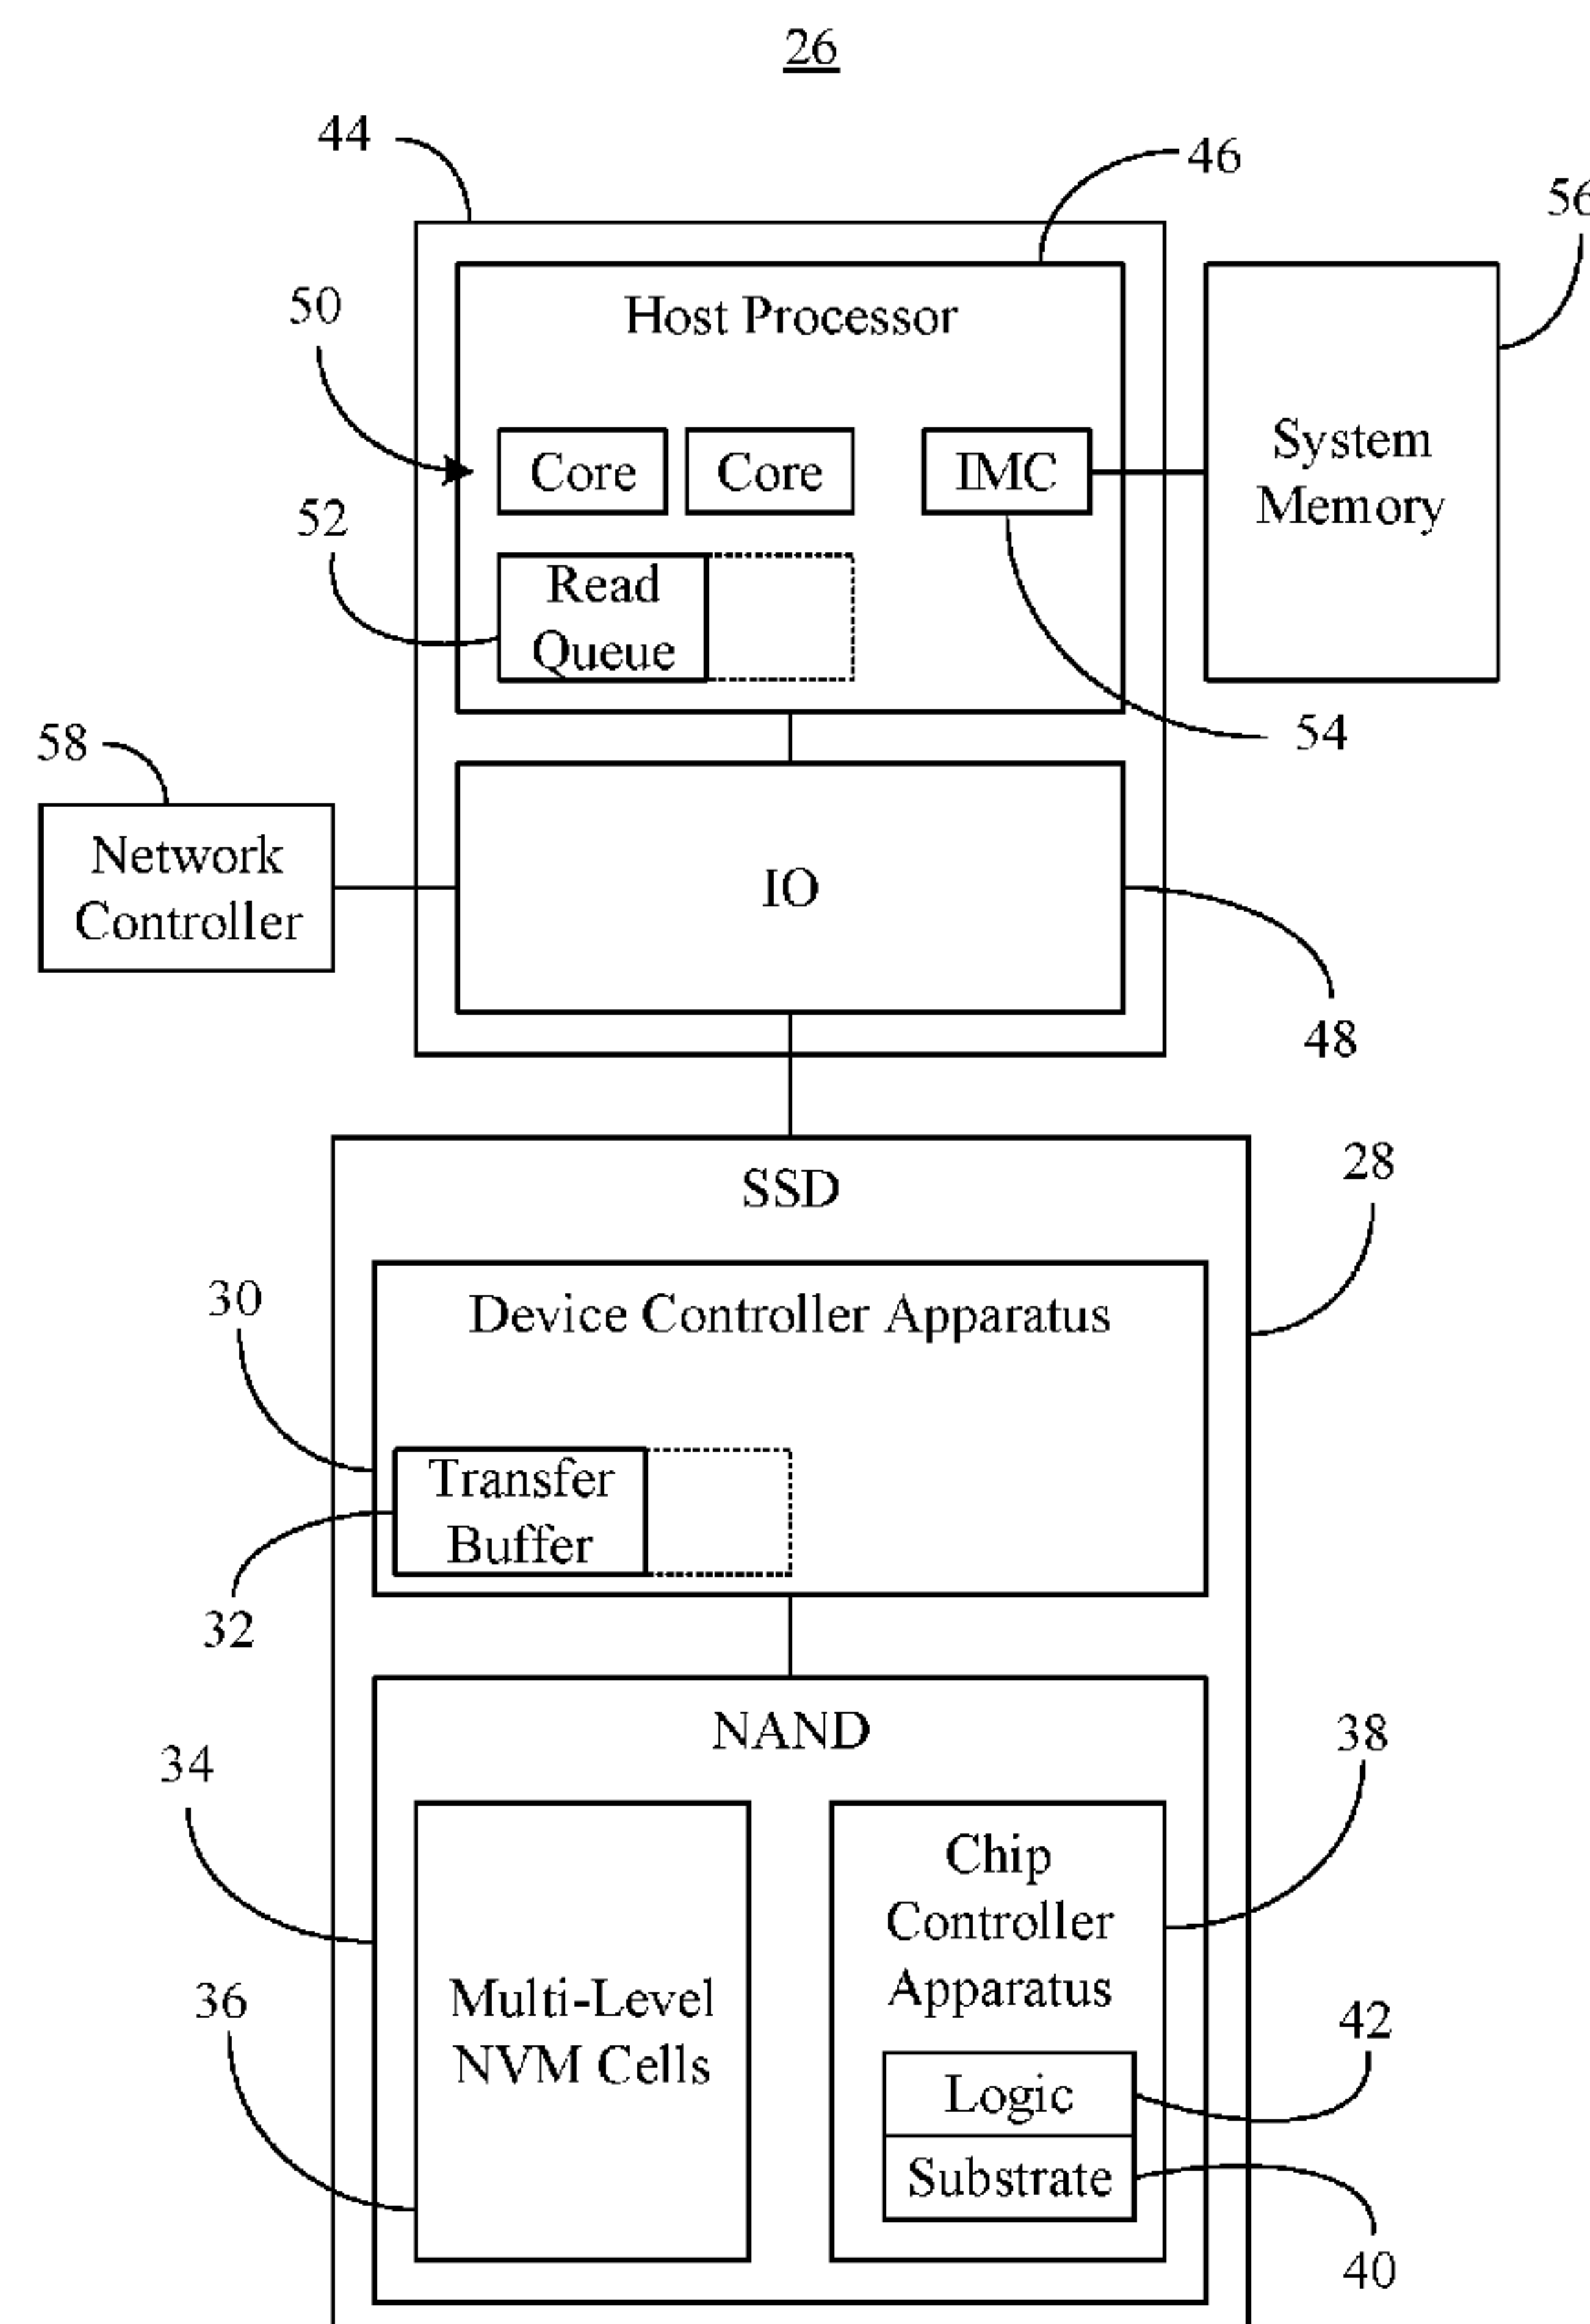 26
44
46
56
50
Host Processor
Core
Core
IMC
System
Memory
52
Read
Queue
54
58
Network
Controller
IO
48
SSD
28
30
Device Controller Apparatus
Transfer
Buffer
32
NAND
34
38
Chip
Controller
Apparatus
36
Multi-Level
NVM Cells
42
Logic
Substrate
40